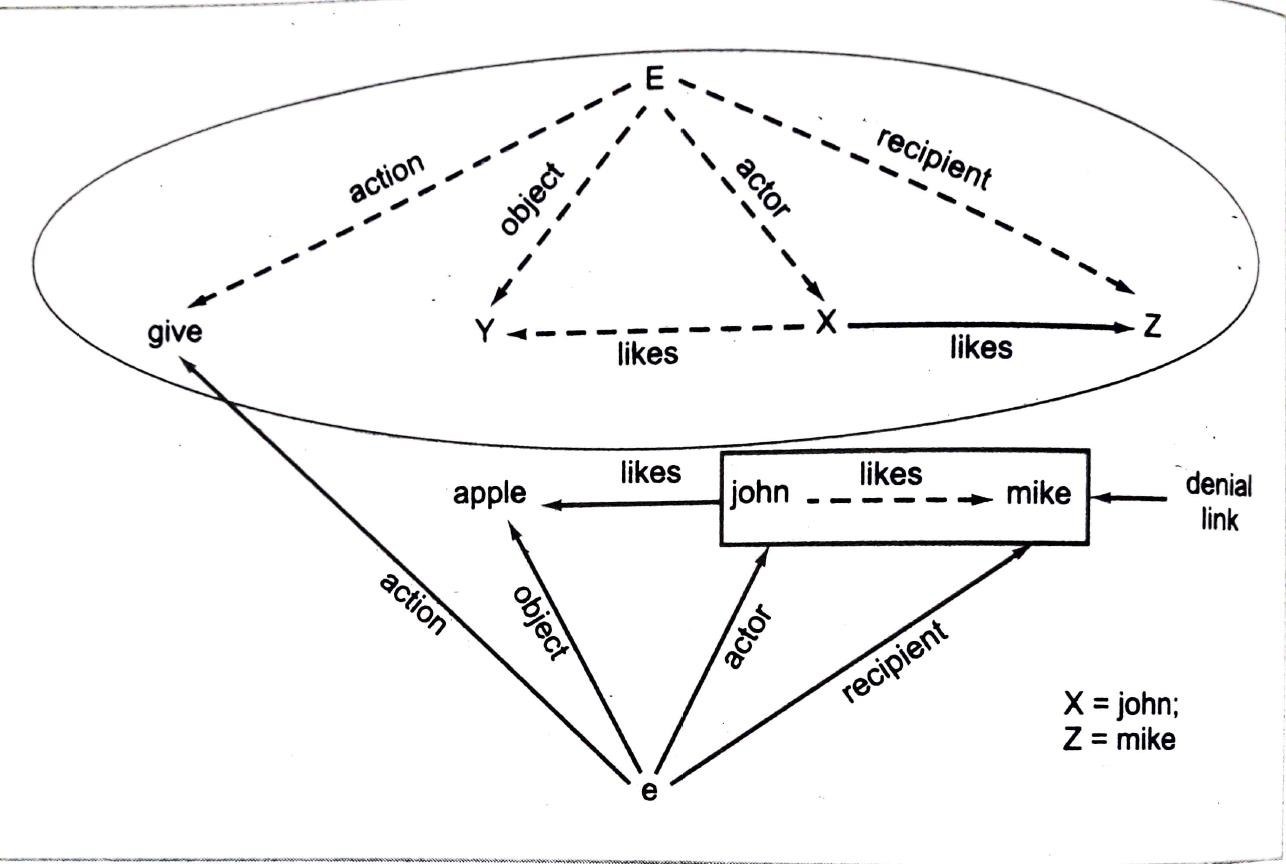 E
action
object
actor
recipient
give
Y
likes
X
likes
Z
apple
likes
john
likes
mike
denial
link
action
object
actor
recipient
e
X = john;
Z = mike